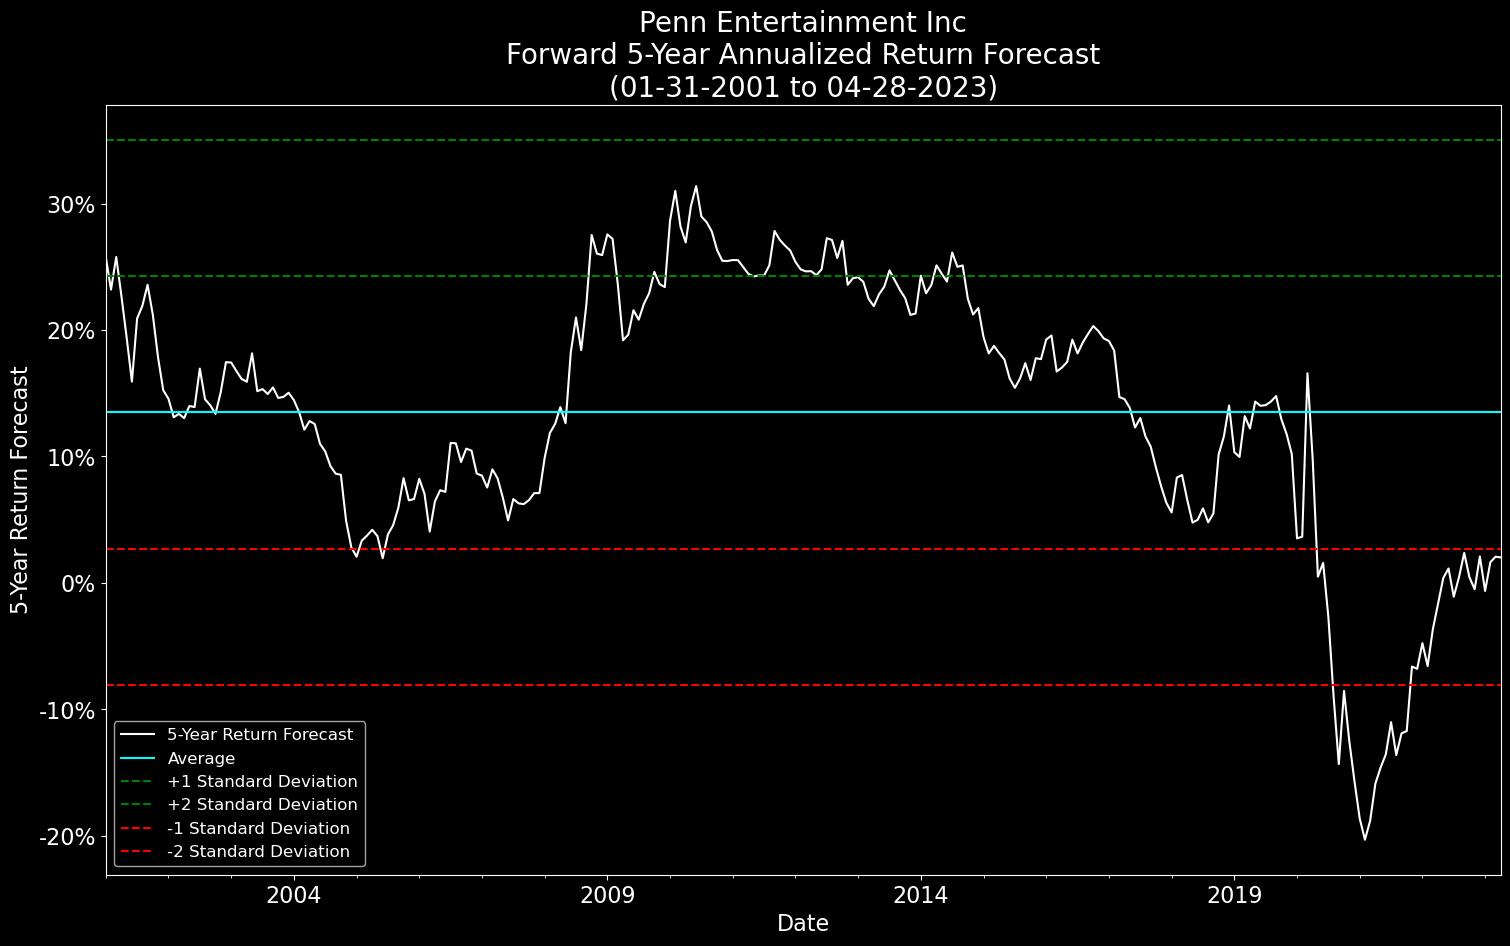 Penn Entertainment Inc
Forward 5-Year Annualized Return Forecast
(01-31-2001 to 04-28-2023)
5-Year Return Forecast
30%
20%
10%
0%
-10%
-20%
5-Year Return Forecast
Average
+1 Standard Deviation
+2 Standard Deviation
-1 Standard Deviation
-2 Standard Deviation
2004 2009 2014 2019
Date